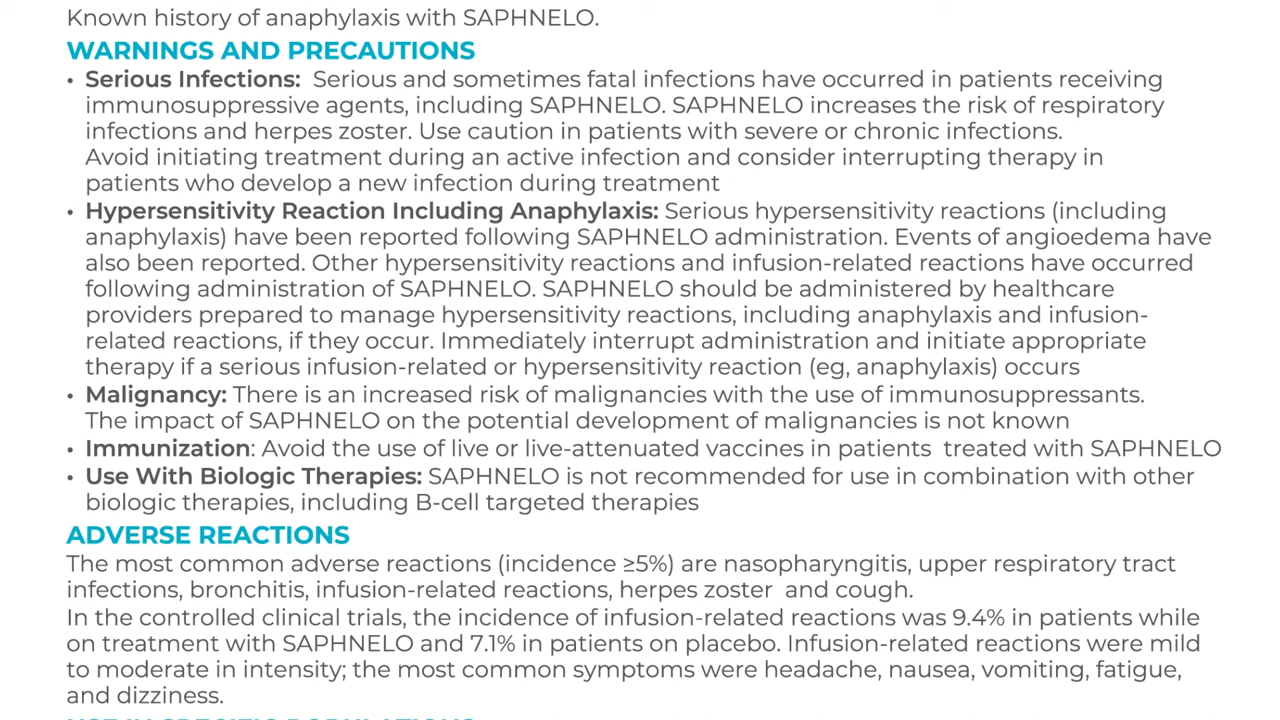 Known history of anaphylaxis with SAPHNELO.
WARNINGS AND PRECAUTIONS
• Serious Infections:  Serious and sometimes fatal infections have occurred in patients receiving
immunosuppressive agents, including SAPHNELO. SAPHNELO increases the risk of respiratory
infections and herpes zoster. Use caution in patients with severe or chronic infections.
Avoid initiating treatment during an active infection and consider interrupting therapy in
patients who develop a new infection during treatment
• Hypersensitivity Reaction Including Anaphylaxis: Serious hypersensitivity reactions (including
anaphylaxis) have been reported following SAPHNELO administration. Events of angioedema have
also been reported. Other hypersensitivity reactions and infusion-related reactions have occurred
following administration of SAPHNELO. SAPHNELO should be administered by healthcare
providers prepared to manage hypersensitivity reactions, including anaphylaxis and infusion-
related reactions, if they occur. Immediately interrupt administration and initiate appropriate
therapy if a serious infusion-related or hypersensitivity reaction (eg, anaphylaxis) occurs
• Malignancy: There is an increased risk of malignancies with the use of immunosuppressants.
The impact of SAPHNELO on the potential development of malignancies is not known
• Immunization: Avoid the use of live or live-attenuated vaccines in patients  treated with SAPHNELO
• Use With Biologic Therapies: SAPHNELO is not recommended for use in combination with other
biologic therapies, including B-cell targeted therapies
ADVERSE REACTIONS
The most common adverse reactions (incidence ≥5%) are nasopharyngitis, upper respiratory tract
infections, bronchitis, infusion-related reactions, herpes zoster  and cough.
In the controlled clinical trials, the incidence of infusion-related reactions was 9.4% in patients while
on treatment with SAPHNELO and 7.1% in patients on placebo. Infusion-related reactions were mild
to moderate in intensity; the most common symptoms were headache, nausea, vomiting, fatigue,
and dizziness.